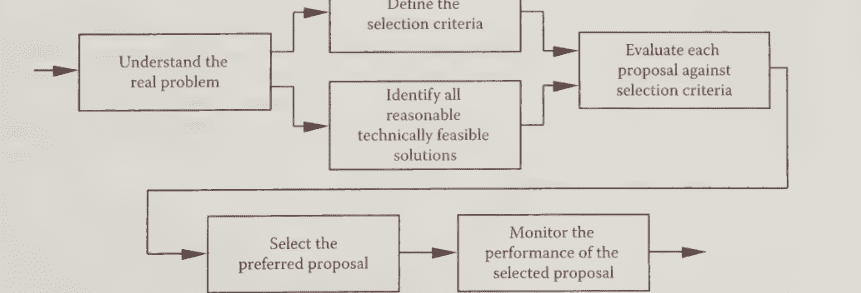 Define the
selection criteria
Understand the
real problem
Identify all
reasonable
technically feasible
solutions
Evaluate each
proposal against
selection criteria
Select the
preferred proposal
Monitor the
performance of the
selected proposal